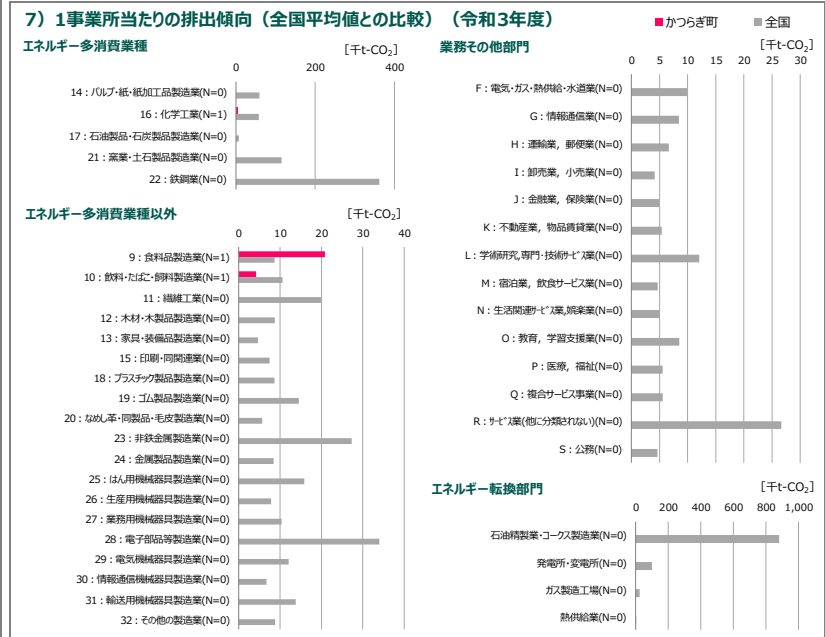 7）1事業所当たりの排出傾向（全国平均値との比較）（令和3年度）
■かつらぎ町 ■全国
エネルギー多消費業種
[千t-CO₂]
0 200 400
14：パルプ・紙・紙加工品製造業(N=0)
16：化学工業(N=1)
17：石油製品・石炭製品製造業(N=0)
21：窯業・土石製品製造業(N=0)
22：鉄鋼業(N=0)
エネルギー多消費業種以外
[千t-CO₂]
0 10 20 30 40
9：食料品製造業(N=1)
10：飲料・たばこ・飼料製造業(N=1)
11：繊維工業(N=0)
12：木材・木製品製造業(N=0)
13：家具・装備品製造業(N=0)
15：印刷・同関連業(N=0)
18：プラスチック製品製造業(N=0)
19：ゴム製品製造業(N=0)
20：なめし革・同製品・毛皮製造業(N=0)
23：非鉄金属製造業(N=0)
24：金属製品製造業(N=0)
25：はん用機械器具製造業(N=0)
26：生産用機械器具製造業(N=0)
27：業務用機械器具製造業(N=0)
28：電子部品等製造業(N=0)
29：電気機械器具製造業(N=0)
30：情報通信機械器具製造業(N=0)
31：輸送用機械器具製造業(N=0)
32：その他の製造業(N=0)
業務その他部門
[千t-CO₂]
0 5 10 15 20 25 30
F：電気・ガス・熱供給・水道業(N=0)
G：情報通信業(N=0)
H：運輸業，郵便業(N=0)
I：卸売業，小売業(N=0)
J：金融業，保険業(N=0)
K：不動産業，物品賃貸業(N=0)
L：学術研究,専門・技術ｻｰﾋﾞｽ業(N=0)
M：宿泊業，飲食サービス業(N=0)
N：生活関連ｻｰﾋﾞｽ業,娯楽業(N=0)
O：教育，学習支援業(N=0)
P：医療，福祉(N=0)
Q：複合サービス事業(N=0)
R：ｻｰﾋﾞｽ業(他に分類されない)(N=0)
S：公務(N=0)
エネルギー転換部門
[千t-CO₂]
0 200 400 600 800 1,000
石油精製業・コークス製造業(N=0)
発電所・変電所(N=0)
ガス製造工場(N=0)
熱供給業(N=0)